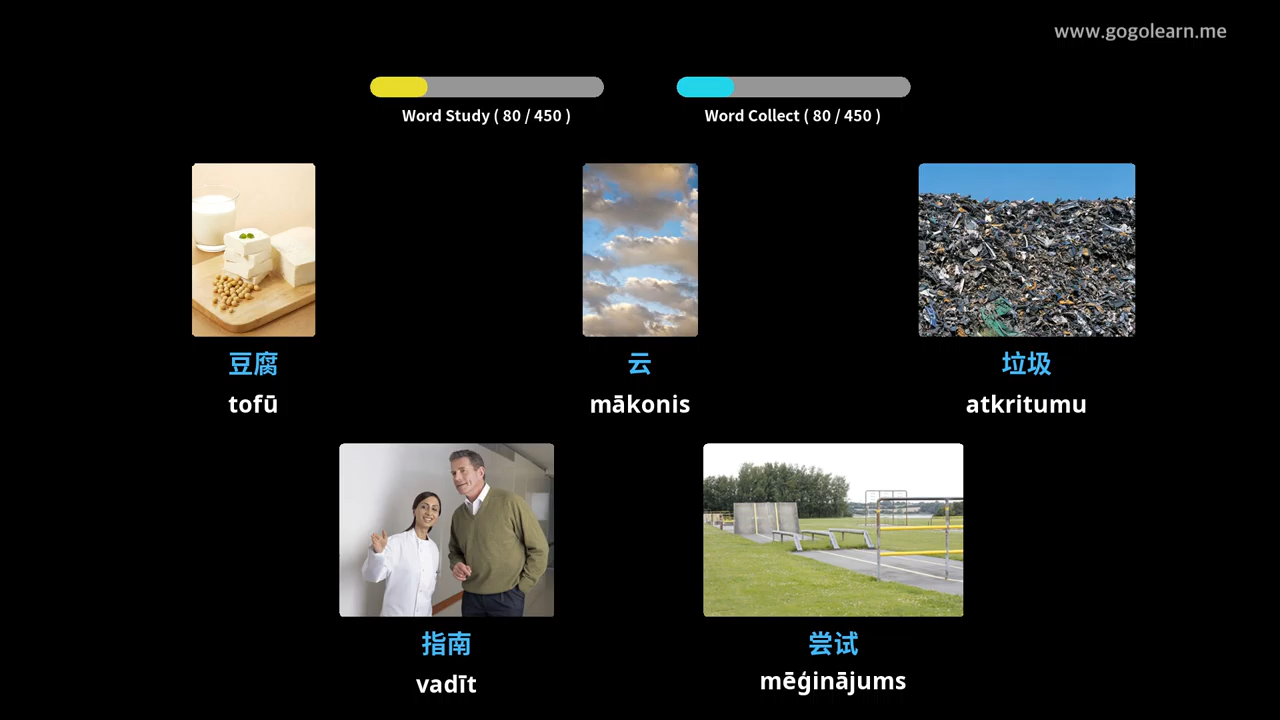 www.gogolearn.me
Word Study ( 80 / 450 )
Word Collect ( 80 / 450 )
豆腐
云
垃圾
tofū
mākonis
atkritumu
指南
尝试
vadīt
mēģinājums